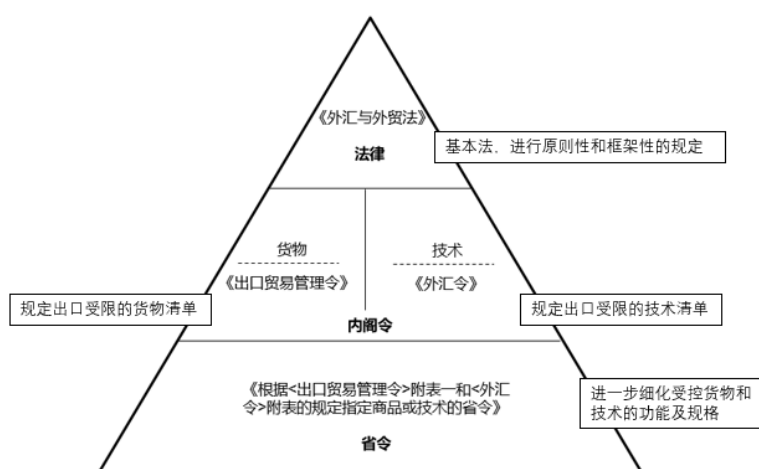 《外汇与外贸法》
法律
基本法，进行原则性和框架性的规定
货物
技术
《出口贸易管理令》
《外汇令》
规定出口受限的货物清单
规定出口受限的技术清单
内阁令
《根据<出口贸易管理令>附表一和<外汇
令>附表的规定指定商品或技术的省令》
进一步细化受控货物和
技术的功能及规格
省令